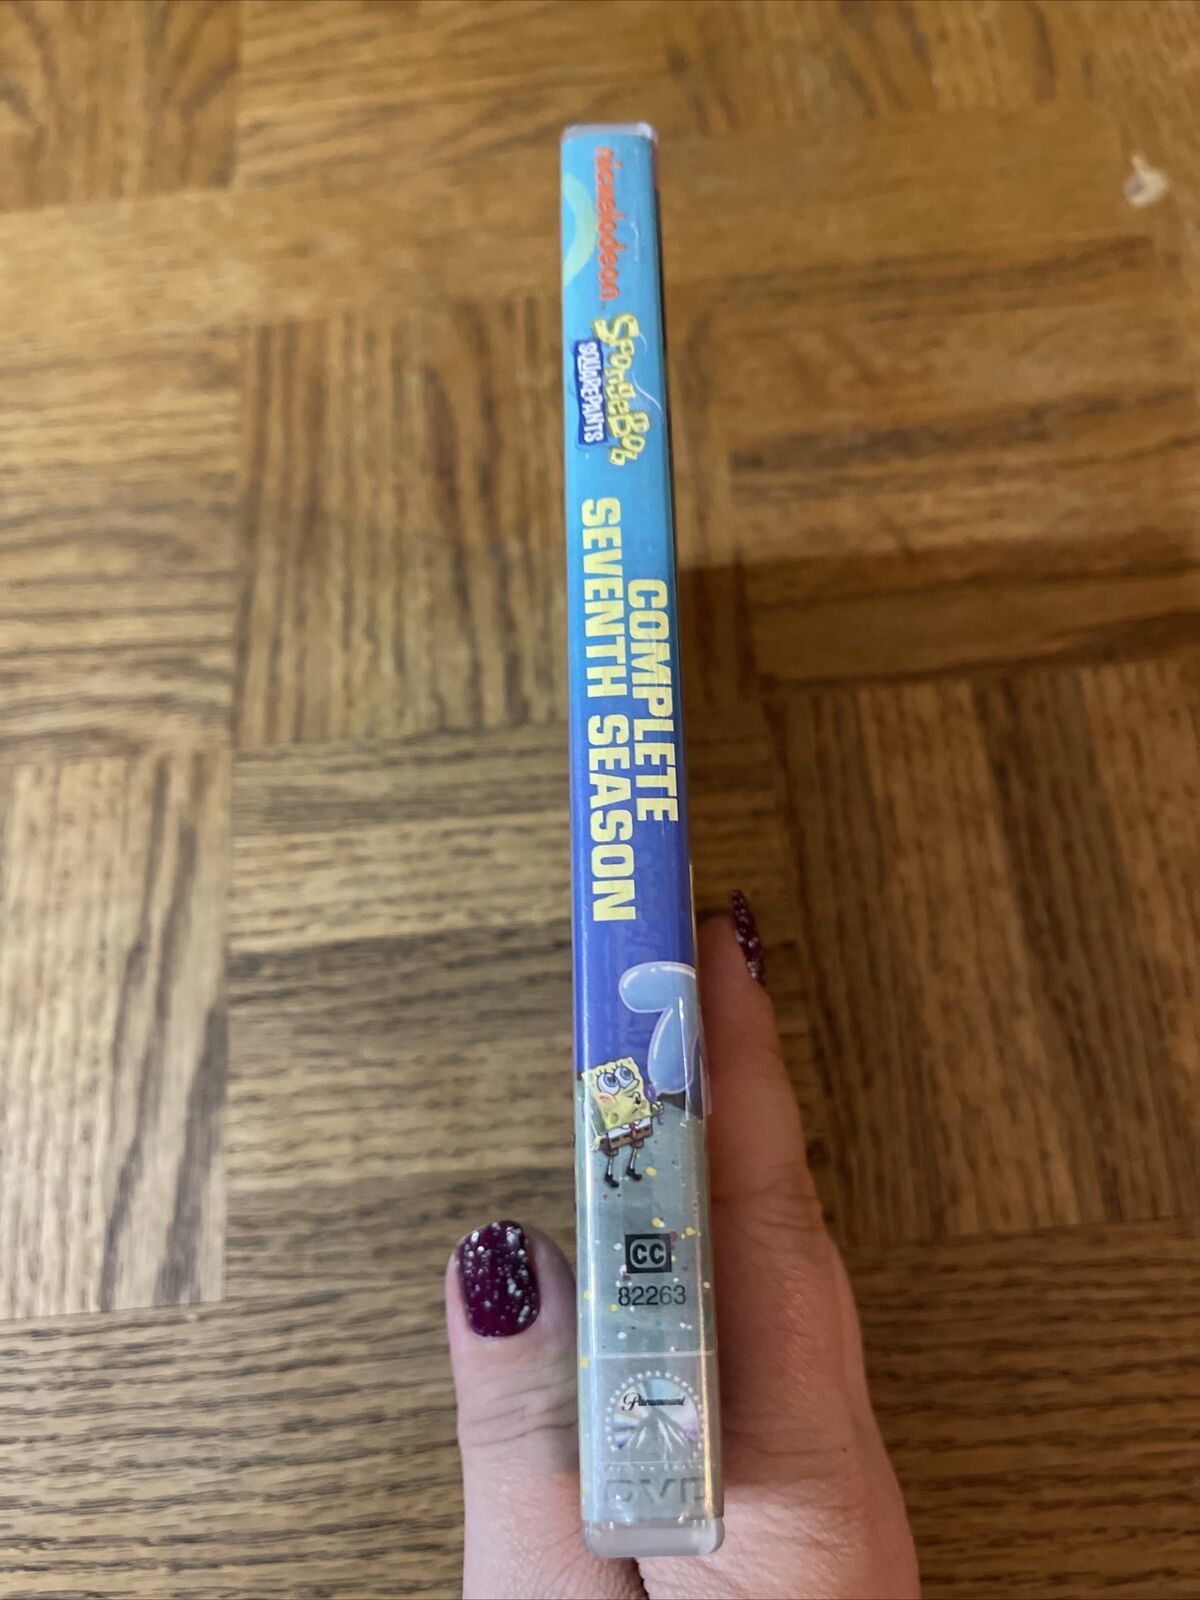 nickelodeon
SpongeBob
SQUAREPANTS
COMPLETE
SEVENTH SEASON
CC
82263
Paramount
DVD